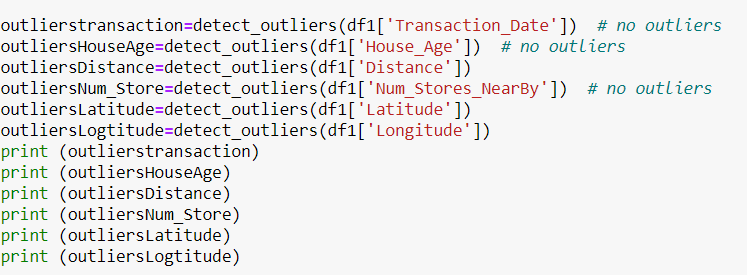 outlierstransaction=detect_outliers(df1['Transaction_Date'])  # no outliers
outliersHouseAge=detect_outliers(df1['House_Age'])  # no outliers
outliersDistance=detect_outliers(df1['Distance'])
outliersNum_Store=detect_outliers(df1['Num_Stores_NearBy'])  # no outliers
outliersLatitude=detect_outliers(df1['Latitude'])
outliersLogtitude=detect_outliers(df1['Longitude'])
print (outlierstransaction)
print (outliersHouseAge)
print (outliersDistance)
print (outliersNum_Store)
print (outliersLatitude)
print (outliersLogtitude)